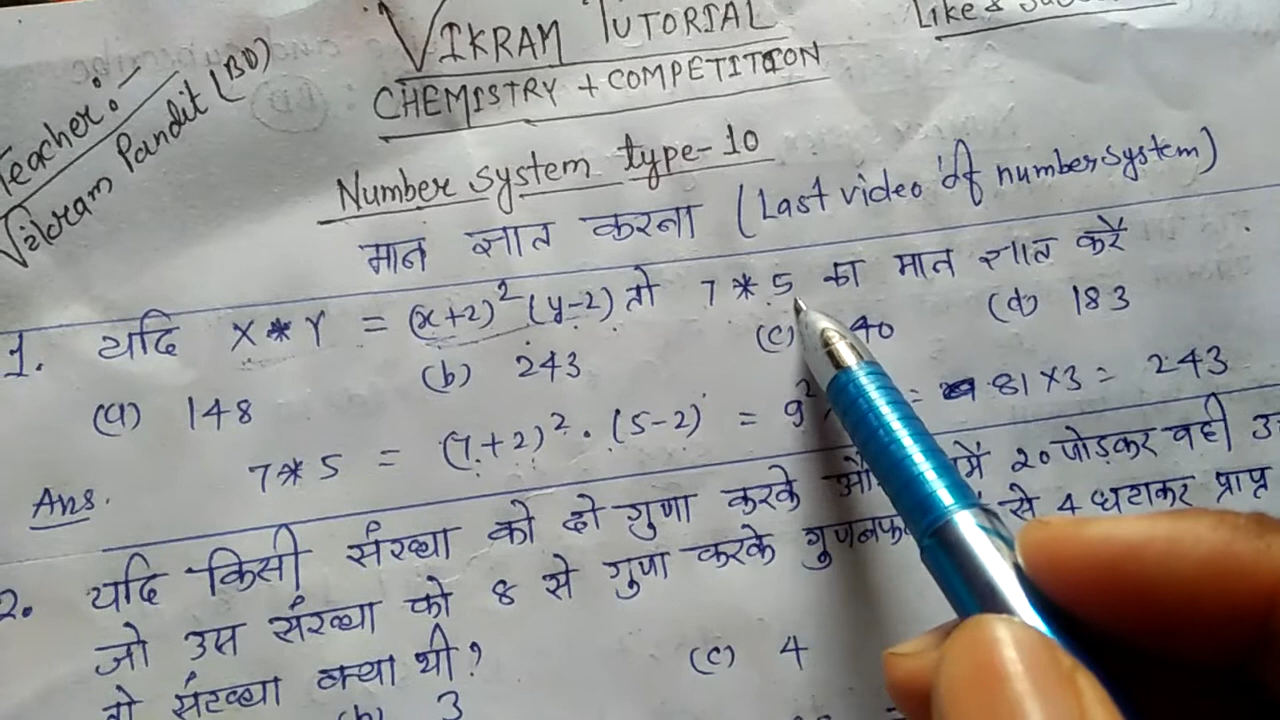 VIKRAM TUTORIAL
Like &
CHEMISTRY + COMPETITION
Teacher:-
Vikram Pandit (BD)
Number system type-10
मान ज्ञात करना (Last video of number system)
1. यदि X * Y = (x+2)² (y-2) तो 7 * 5 का मान ज्ञात करें
(a) 148 (b) 243 (c) 40 (d) 183
Ans. 7 * 5 = (7+2)² . (5-2) = 9² = 81 × 3 = 243
2. यदि किसी संख्या को दो गुणा करके में 20 जोड़कर वही
जो उस संख्या को 8 से गुणा करके से 4 घटाकर प्राप्त
तो संख्या क्या थी?
(b) 3 (c) 4